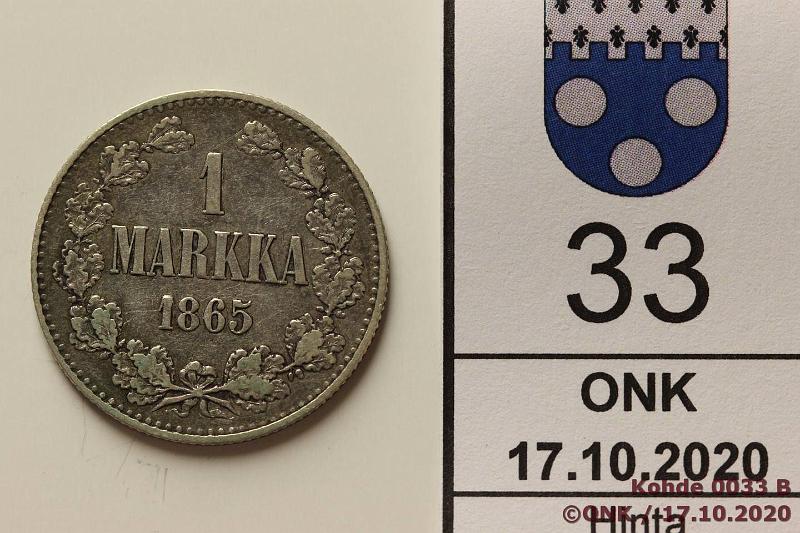 1
MARKKA
1865
33
ONK
17.10.2020
Kohde 0033 B
©ONK / 17.10.2020
Hinta